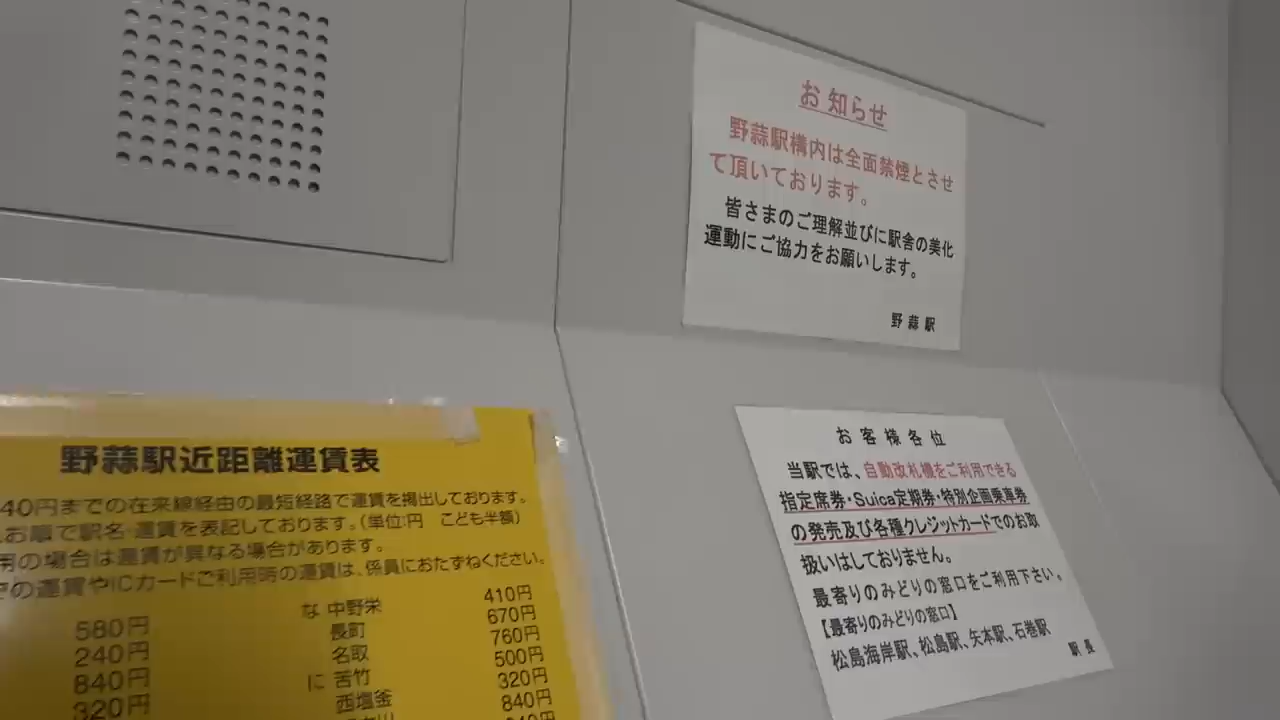 お知らせ
野蒜駅構内は全面禁煙とさせ
て頂いております。
皆さまのご理解並びに駅舎の美化
運動にご協力をお願いします。
野蒜駅
お客様各位
当駅では、自動改札機をご利用できる
指定席券・Suica定期券・特別企画乗車券
の発売及び各種クレジットカードでのお取
扱いはしておりません。
最寄りのみどりの窓口をご利用下さい。
【最寄りのみどりの窓口】
松島海岸駅、松島駅、矢本駅、石巻駅
駅長
野蒜駅近距離運賃表
40円までの在来線経由の最短経路で運賃を掲出しております。
お順で駅名・運賃を表記しております。(単位:円 こども半額)
用の場合は運賃が異なる場合があります。
の運賃やICカードご利用時の運賃は、係員におたずねください。
580円 な 中野栄 410円
240円 長町 670円
840円 名取 760円
320円 に 苦竹 500円
西塩釜 320円
840円